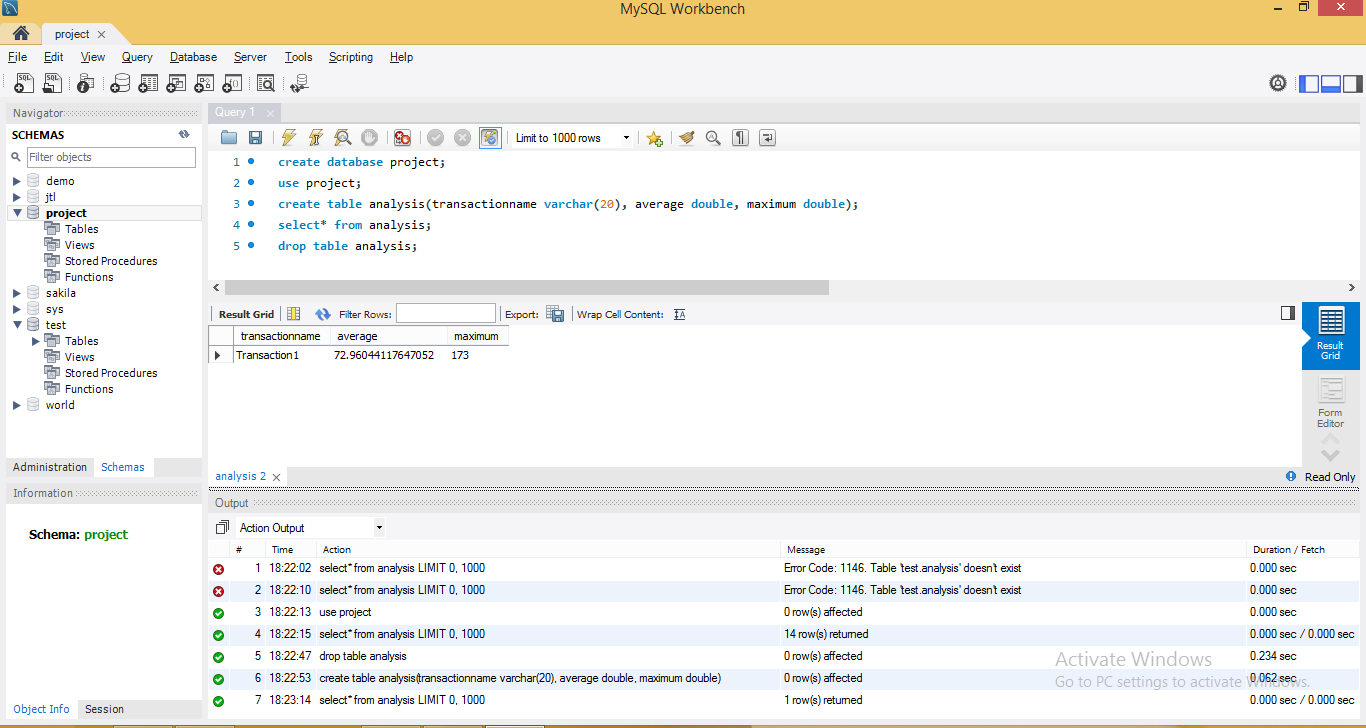 MySQL Workbench
project
File Edit View Query Database Server Tools Scripting Help
Navigator
SCHEMAS
Filter objects
demo
jtl
project
Tables
Views
Stored Procedures
Functions
sakila
sys
test
Tables
Views
Stored Procedures
Functions
world
Administration Schemas
Information
Schema: project
Object Info Session
Query 1
Limit to 1000 rows
1 create database project;
2 use project;
3 create table analysis(transactionname varchar(20), average double, maximum double);
4 select* from analysis;
5 drop table analysis;
Result Grid Filter Rows: Export: Wrap Cell Content:
transactionname average maximum
Transaction1 72.96044117647052 173
Result
Grid
Form
Editor
analysis 2
Read Only
Output
Action Output
# Time Action Message Duration / Fetch
1 18:22:02 select* from analysis LIMIT 0, 1000 Error Code: 1146. Table 'test.analysis' doesn't exist 0.000 sec
2 18:22:10 select* from analysis LIMIT 0, 1000 Error Code: 1146. Table 'test.analysis' doesn't exist 0.000 sec
3 18:22:13 use project 0 row(s) affected 0.000 sec
4 18:22:15 select* from analysis LIMIT 0, 1000 14 row(s) returned 0.000 sec / 0.000 sec
5 18:22:47 drop table analysis 0 row(s) affected 0.234 sec
6 18:22:53 create table analysis(transactionname varchar(20), average double, maximum double) 0 row(s) affected 0.062 sec
7 18:23:14 select* from analysis LIMIT 0, 1000 1 row(s) returned 0.000 sec / 0.000 sec
Activate Windows
Go to PC settings to activate Windows.